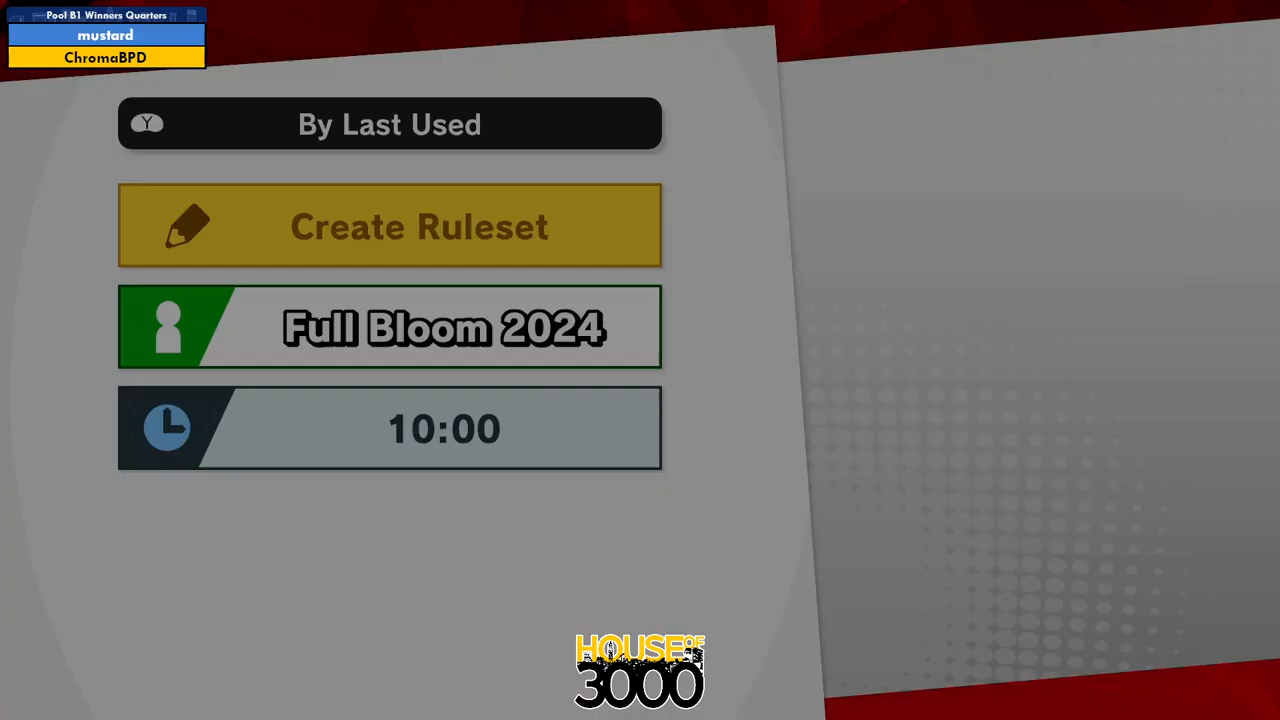 Pool B1 Winners Quarters
mustard
ChromaBPD
Y
By Last Used
Create Ruleset
Full Bloom 2024
10:00
HOUSE OF
3000